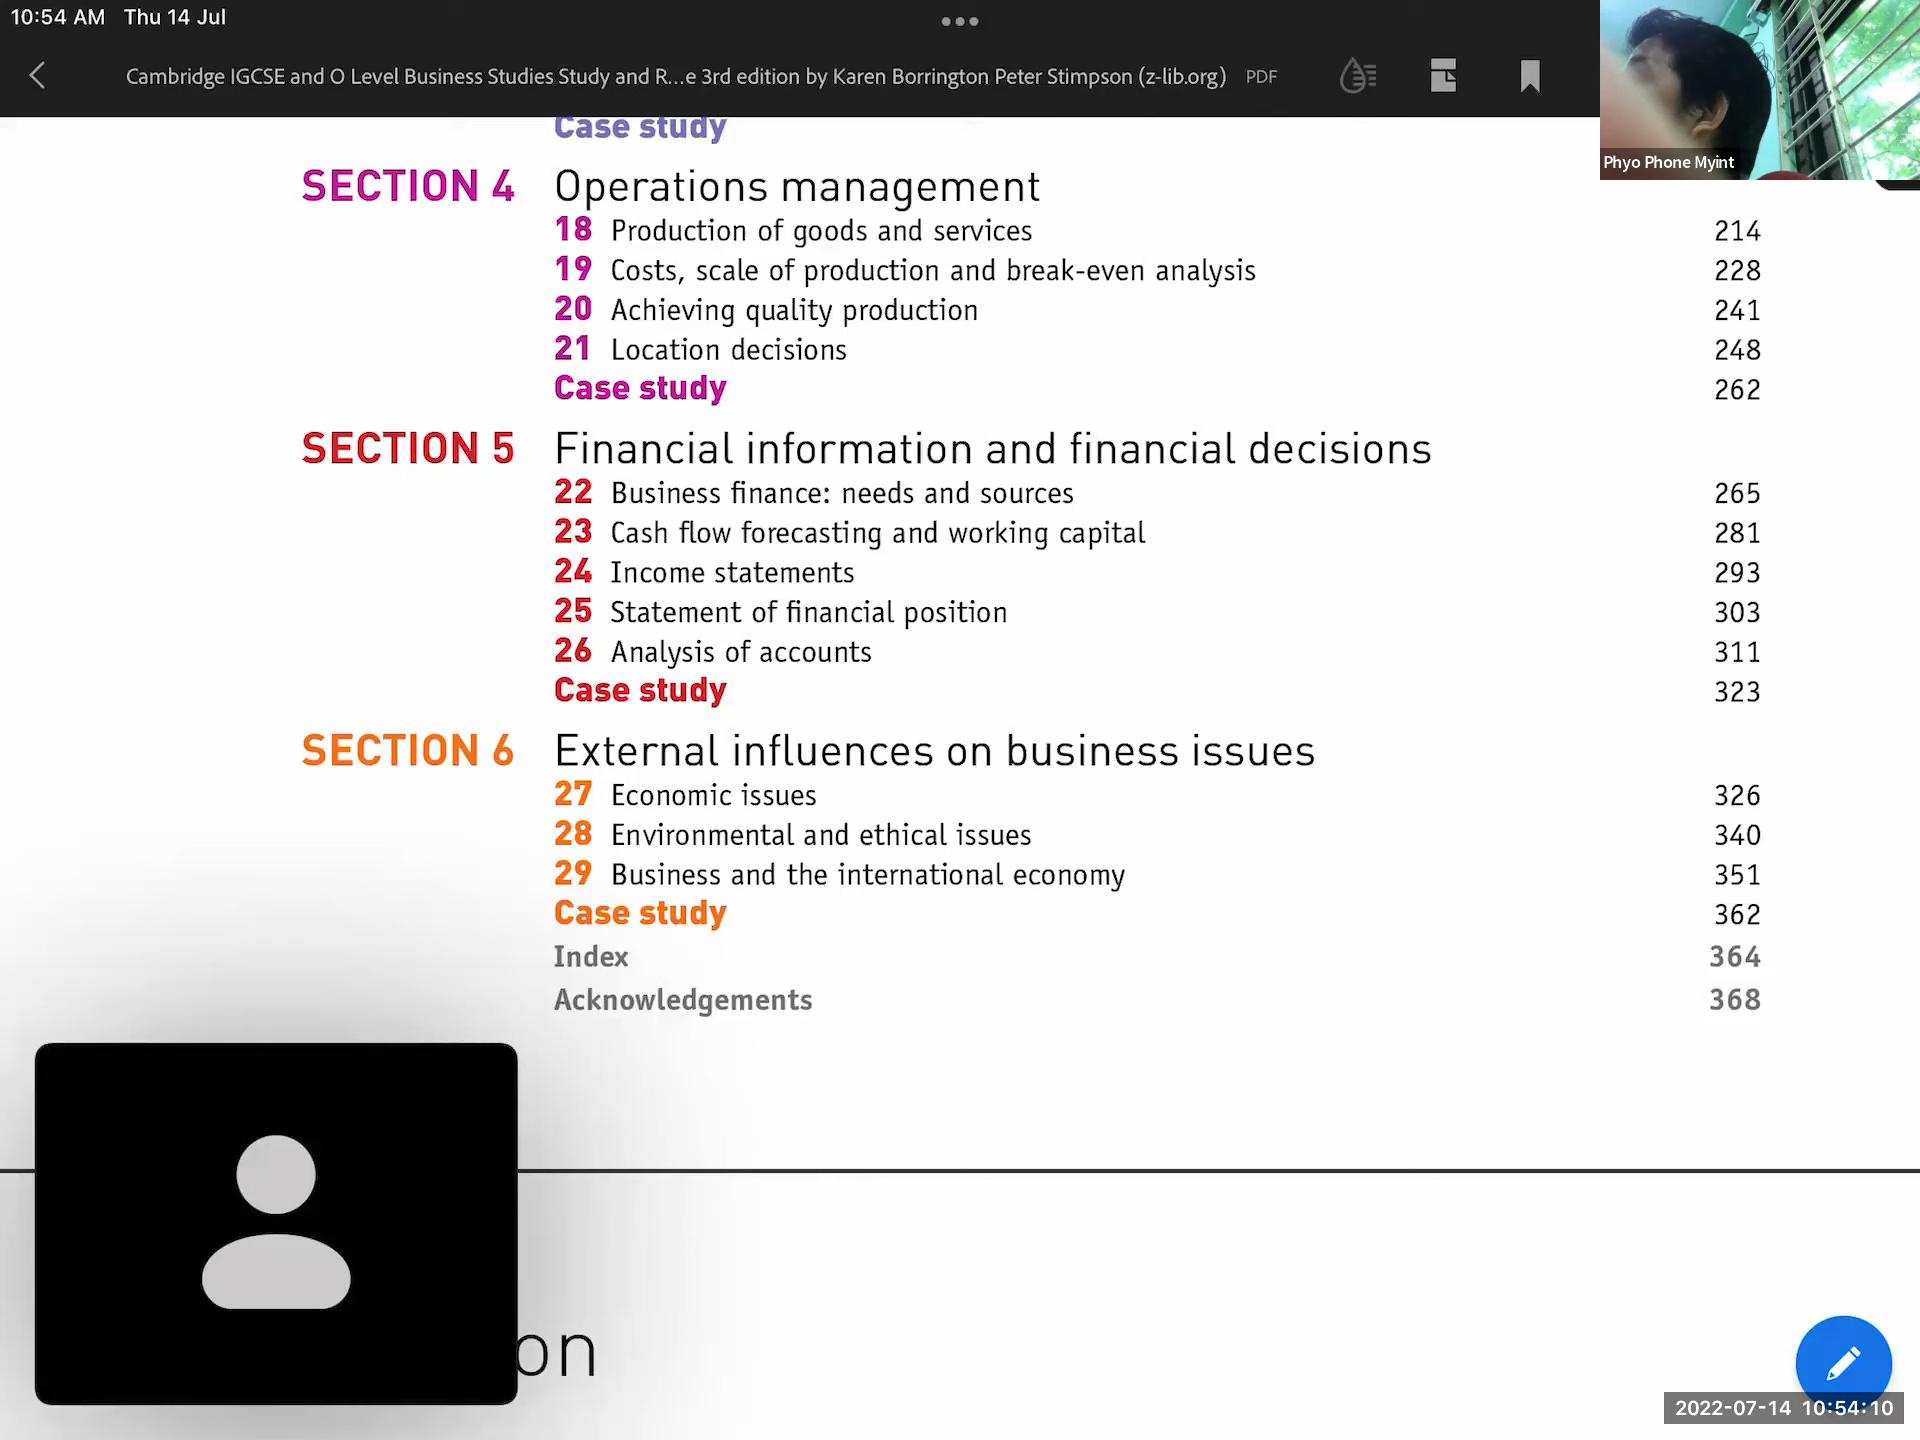 10:54 AM Thu 14 Jul
Cambridge IGCSE and O Level Business Studies Study and R...e 3rd edition by Karen Borrington Peter Stimpson (z-lib.org) PDF
Phyo Phone Myint
Case study
SECTION 4 Operations management
18 Production of goods and services 214
19 Costs, scale of production and break-even analysis 228
20 Achieving quality production 241
21 Location decisions 248
Case study 262
SECTION 5 Financial information and financial decisions
22 Business finance: needs and sources 265
23 Cash flow forecasting and working capital 281
24 Income statements 293
25 Statement of financial position 303
26 Analysis of accounts 311
Case study 323
SECTION 6 External influences on business issues
27 Economic issues 326
28 Environmental and ethical issues 340
29 Business and the international economy 351
Case study 362
Index 364
Acknowledgements 368
on
2022-07-14 10:54:10